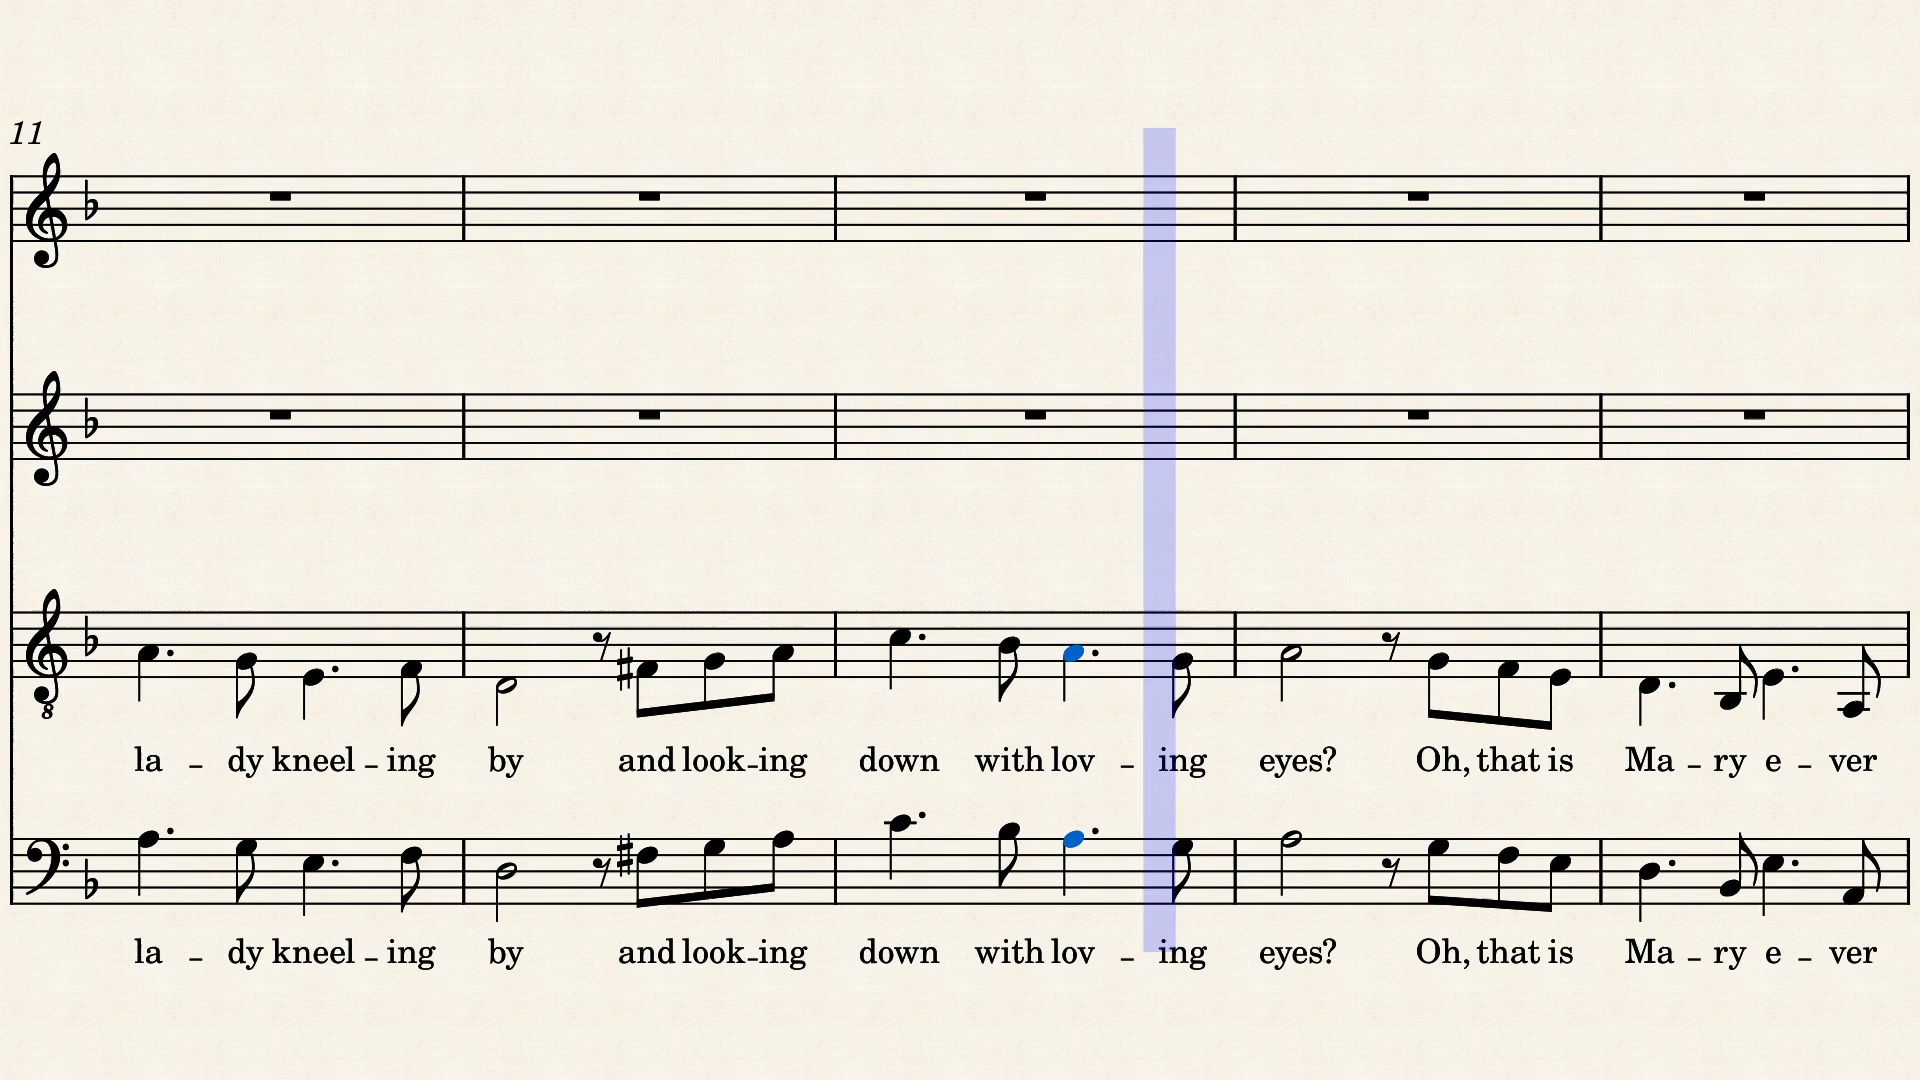 11
8
la - dy kneel - ing by and look-ing down with lov - ing eyes? Oh, that is Ma - ry e - ver
la - dy kneel - ing by and look-ing down with lov - ing eyes? Oh, that is Ma - ry e - ver